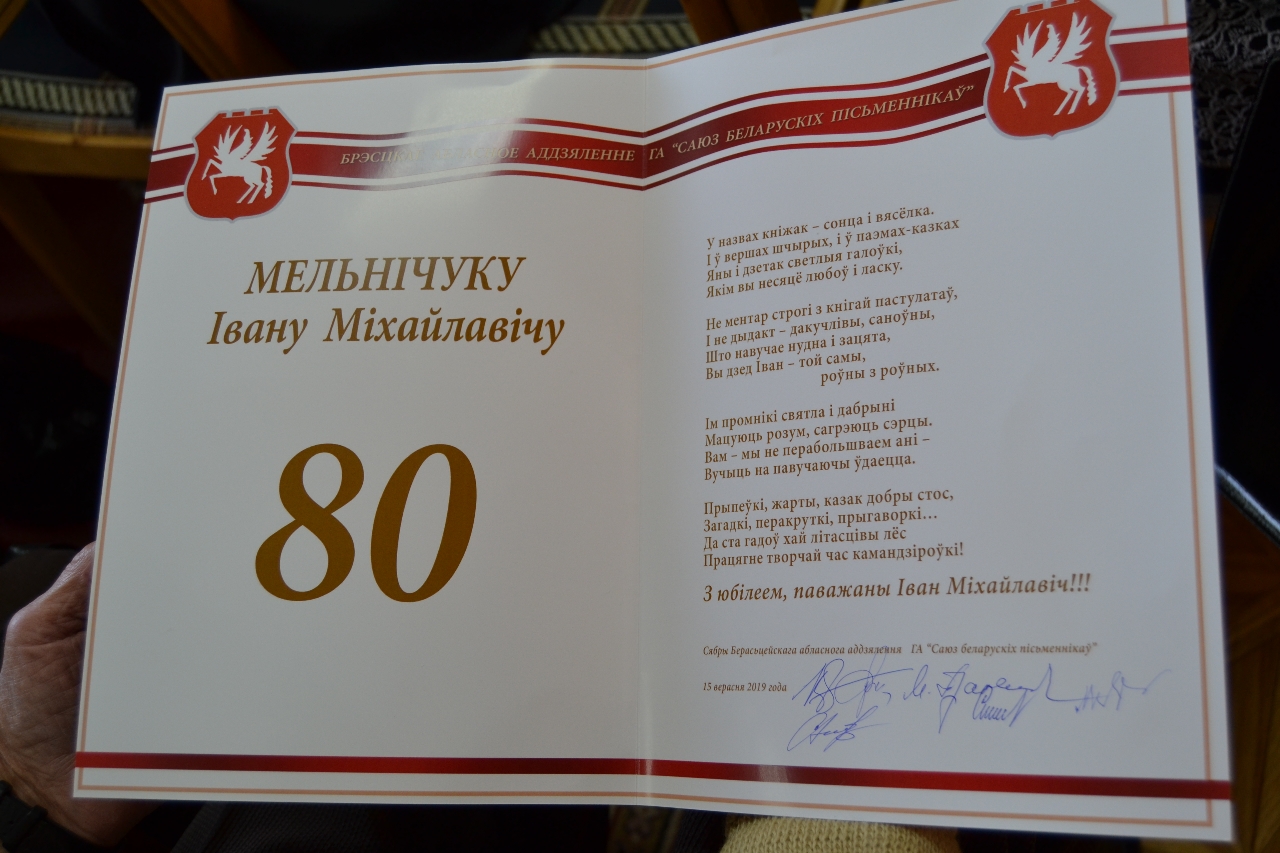 БРЭСЦКАЕ АБЛАСНОЕ АДДЗЯЛЕННЕ ГА “САЮЗ БЕЛАРУСКІХ ПІСЬМЕННІКАЎ”
МЕЛЬНІЧУКУ
Івану Міхайлавічу
80
У назвах кніжак – сонца і вясёлка.
І ў вершах шчырых, і ў паэмах-казках
Яны і дзетак светлыя галоўкі,
Якім вы несяцё любоў і ласку.
Не ментар строгі з кнігай пастулатаў,
І не дыдакт – дакучлівы, саноўны,
Што навучае нудна і зацята,
Вы дзед Іван – той самы,
роўны з роўных.
Ім промнікі святла і дабрыні
Мацуюць розум, сагрэюць сэрцы.
Вам – мы не перабольшваем ані –
Вучыць на павучаючы ўдаецца.
Прыпеўкі, жарты, казак добры стос,
Загадкі, перакруткі, прыгаворкі...
Да ста гадоў хай літасцівы лёс
Працягне творчай час камандзіроўкі!
З юбілеем, паважаны Іван Міхайлавіч!!!
Сябры Берасьцейскага абласнога аддзялення ГА “Саюз беларускіх пісьменнікаў”
15 верасня 2019 года